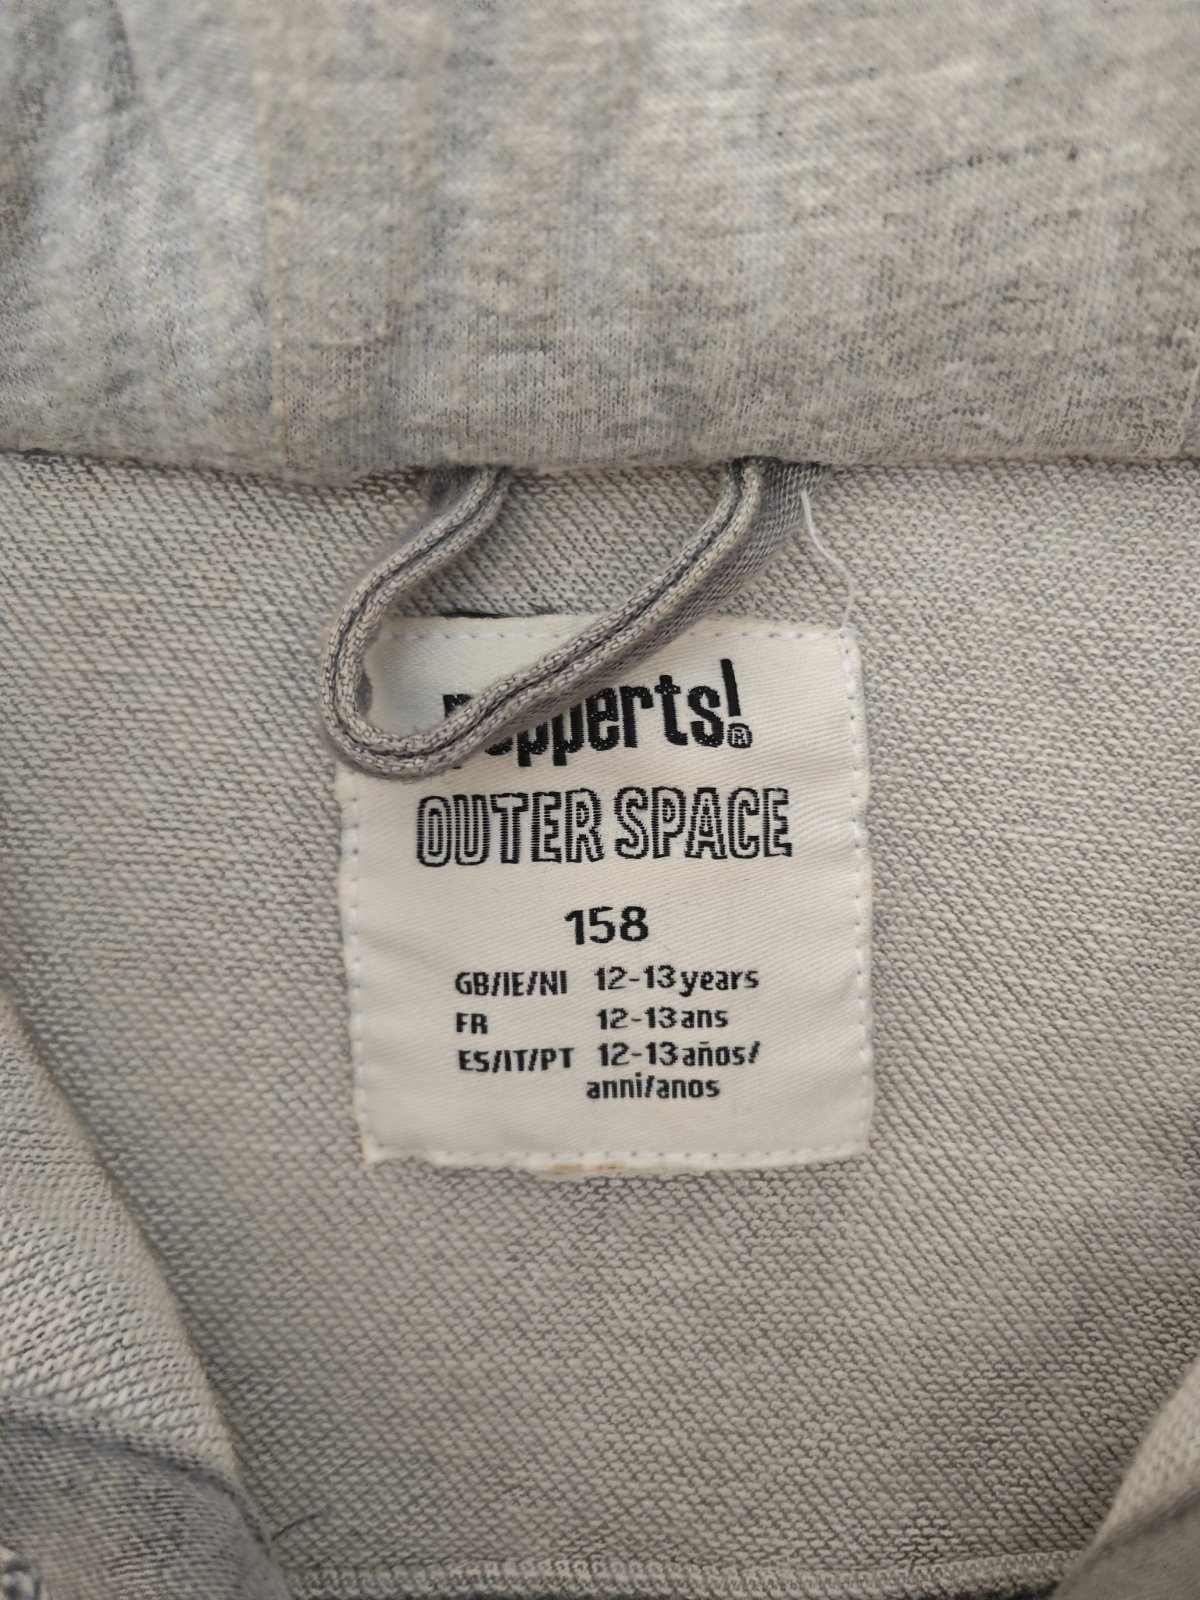 pepperts!®
OUTER SPACE
158
GB/IE/NI 12-13 years
FR 12-13 ans
ES/IT/PT 12-13 años/
anni/anos